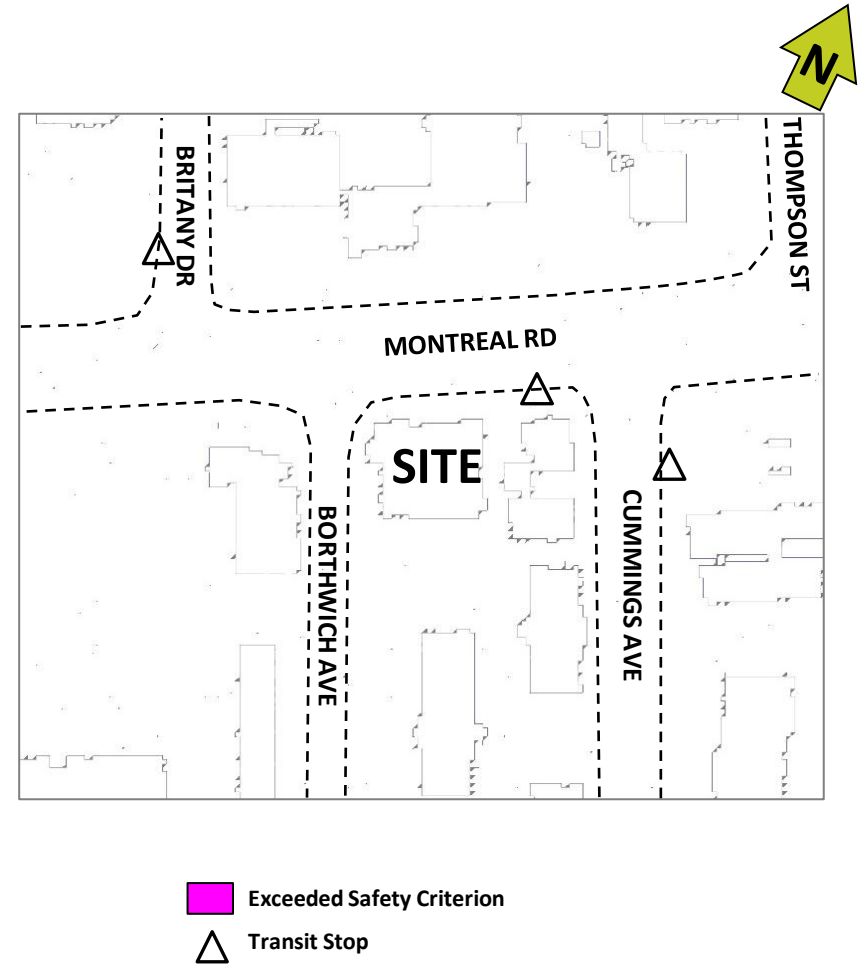 N
BRITANY DR
THOMPSON ST
MONTREAL RD
SITE
BORTHWICH AVE
CUMMINGS AVE
Exceeded Safety Criterion
Transit Stop